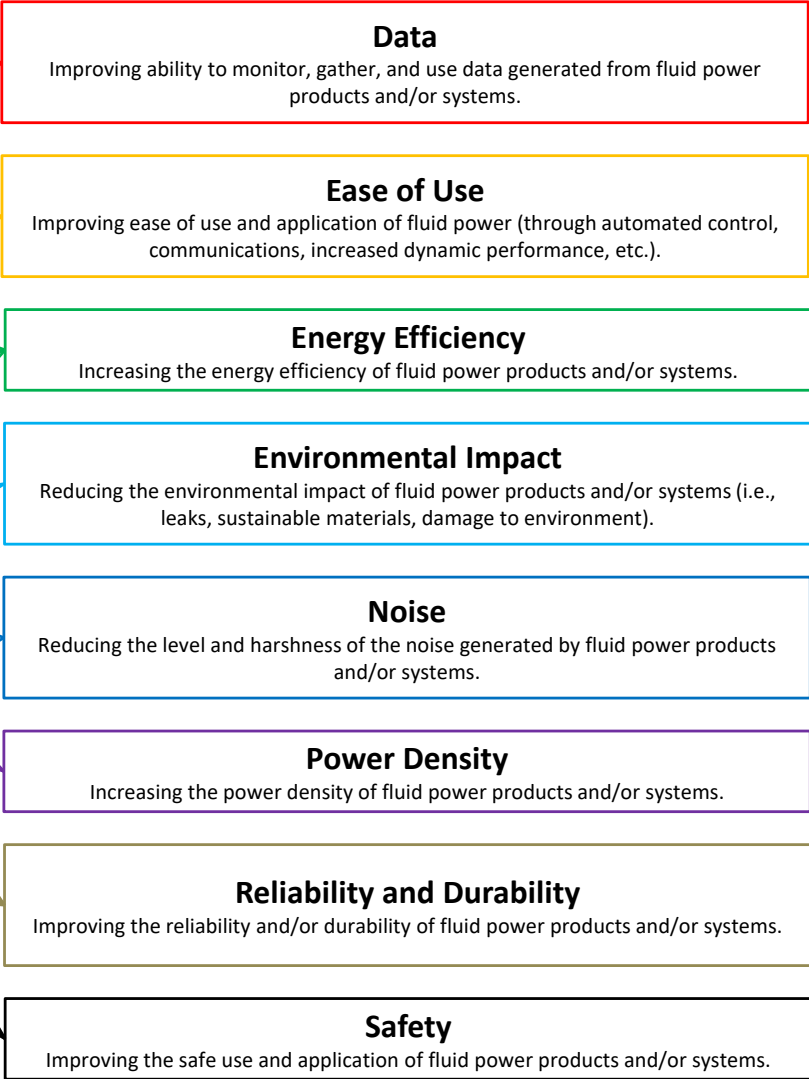 Data
Improving ability to monitor, gather, and use data generated from fluid power
products and/or systems.
Ease of Use
Improving ease of use and application of fluid power (through automated control,
communications, increased dynamic performance, etc.).
Energy Efficiency
Increasing the energy efficiency of fluid power products and/or systems.
Environmental Impact
Reducing the environmental impact of fluid power products and/or systems (i.e.,
leaks, sustainable materials, damage to environment).
Noise
Reducing the level and harshness of the noise generated by fluid power products
and/or systems.
Power Density
Increasing the power density of fluid power products and/or systems.
Reliability and Durability
Improving the reliability and/or durability of fluid power products and/or systems.
Safety
Improving the safe use and application of fluid power products and/or systems.